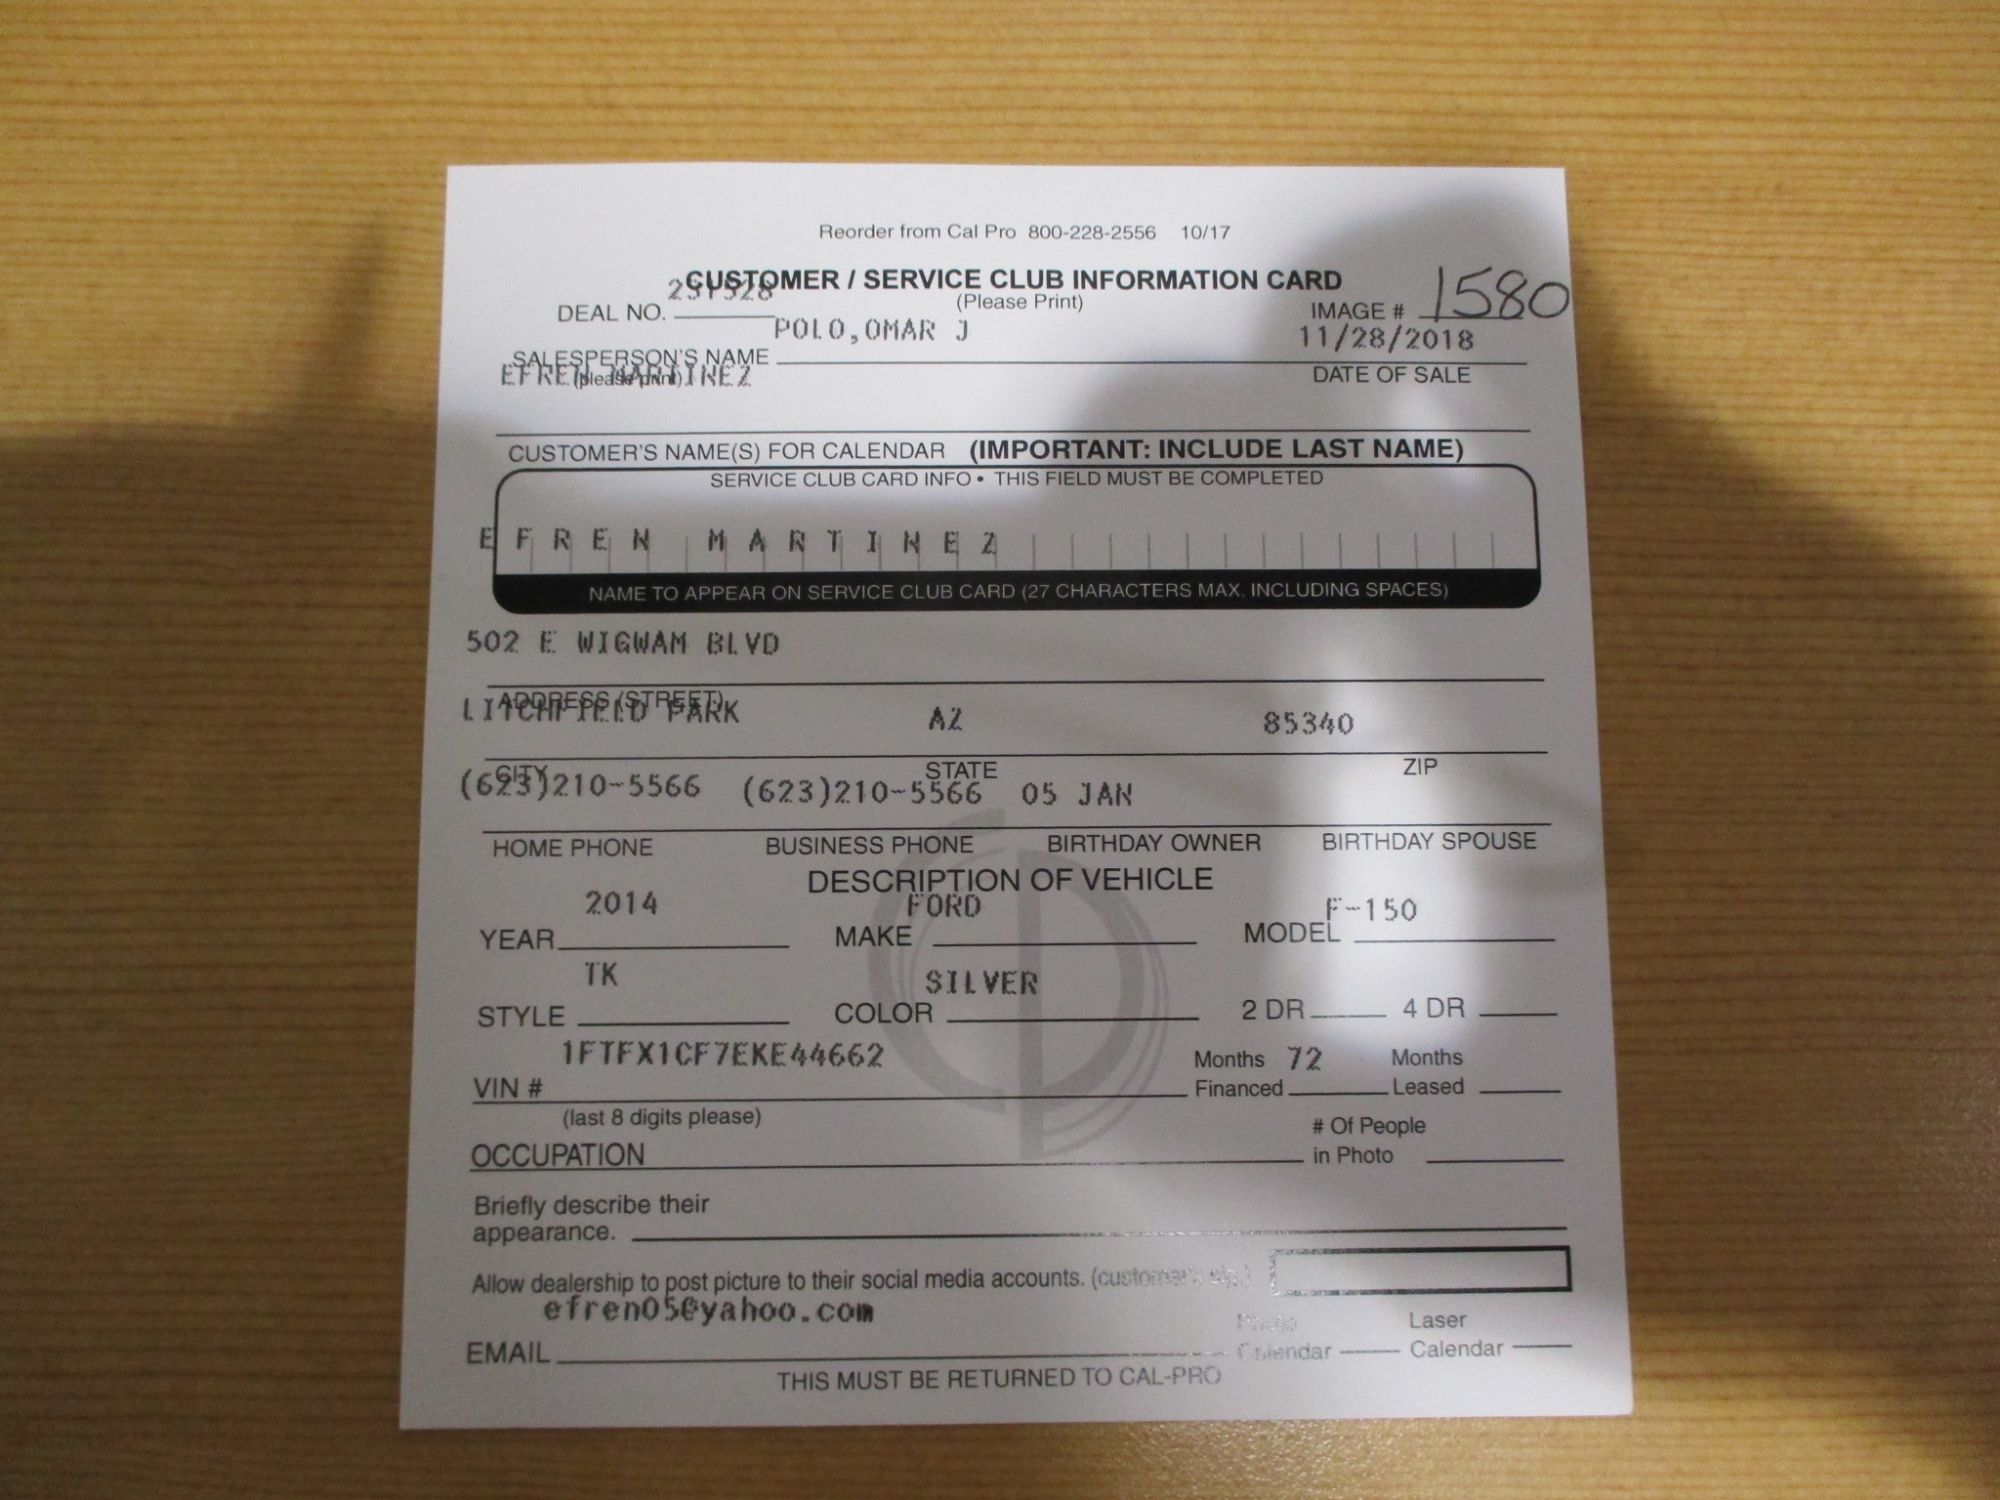 Reorder from Cal Pro 800-228-2556 10/17
CUSTOMER / SERVICE CLUB INFORMATION CARD
(Please Print)
DEAL NO. IMAGE # 1580
POLO,OMAR J 11/28/2018
SALESPERSON'S NAME DATE OF SALE
(please print)
EFREN MARTINEZ
CUSTOMER'S NAME(S) FOR CALENDAR (IMPORTANT: INCLUDE LAST NAME)
SERVICE CLUB CARD INFO • THIS FIELD MUST BE COMPLETED
EFREN MARTINEZ
NAME TO APPEAR ON SERVICE CLUB CARD (27 CHARACTERS MAX. INCLUDING SPACES)
502 E WIGWAM BLVD
ADDRESS (STREET)
LITCHFIELD PARK AZ 85340
CITY STATE ZIP
(623)210-5566 (623)210-5566 05 JAN
HOME PHONE BUSINESS PHONE BIRTHDAY OWNER BIRTHDAY SPOUSE
DESCRIPTION OF VEHICLE
2014 FORD F-150
YEAR MAKE MODEL
TK SILVER
STYLE COLOR 2 DR 4 DR
1FTFX1CF7EKE44662 Months 72 Months
VIN # Financed Leased
(last 8 digits please) # Of People
OCCUPATION in Photo
Briefly describe their
appearance.
Allow dealership to post picture to their social media accounts. (customer's sig.)
efren05@yahoo.com
Photo Laser
EMAIL Calendar Calendar
THIS MUST BE RETURNED TO CAL-PRO